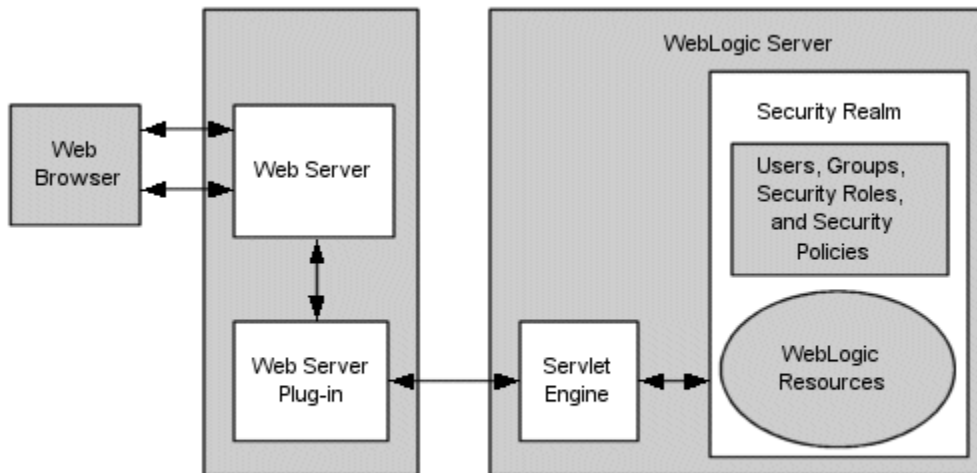 WebLogic Server
Security Realm
Web
Browser
Web Server
Users, Groups,
Security Roles,
and Security
Policies
Web Server
Plug-in
Servlet
Engine
WebLogic
Resources